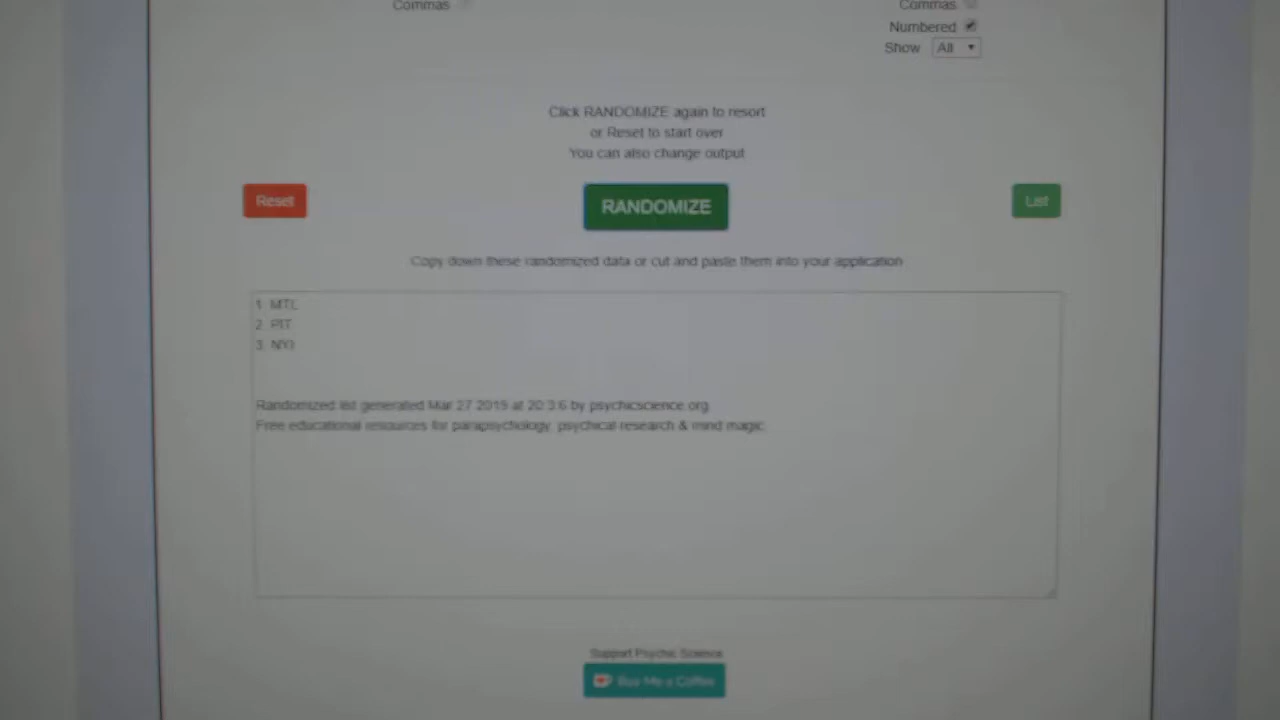 Commas
Commas
Numbered
Show All
Click RANDOMIZE again to resort
or Reset to start over
You can also change output
Reset
RANDOMIZE
List
Copy down these randomized data or cut and paste them into your application
1 MTL
2 PIT
3 NYI
Randomized list generated Mar 27 2019 at 20:3:6 by psychicscience.org
Free educational resources for parapsychology, psychical research & mind magic
Support Psychic Science
Buy Me a Coffee